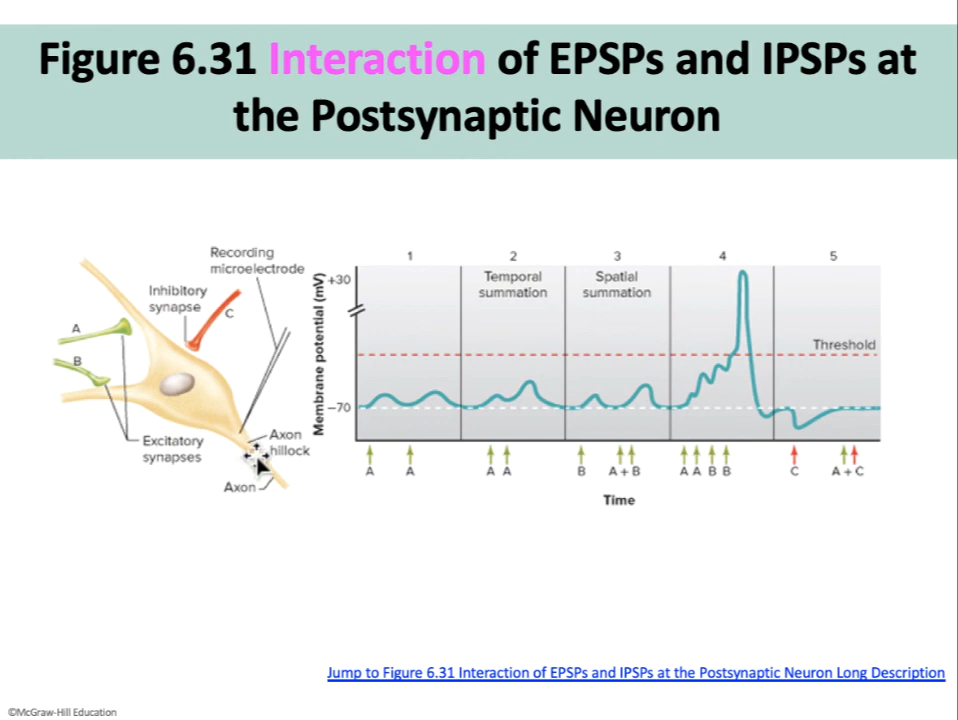 Figure 6.31 Interaction of EPSPs and IPSPs at
the Postsynaptic Neuron
Recording
microelectrode
Inhibitory
synapse
C
A
B
Excitatory
synapses
Axon
hillock
Axon
Membrane potential (mV)
+30
–70
1
2
3
4
5
Temporal
summation
Spatial
summation
Threshold
A
A
A A
B
A + B
A A B B
C
A + C
Time
Jump to Figure 6.31 Interaction of EPSPs and IPSPs at the Postsynaptic Neuron Long Description
©McGraw-Hill Education